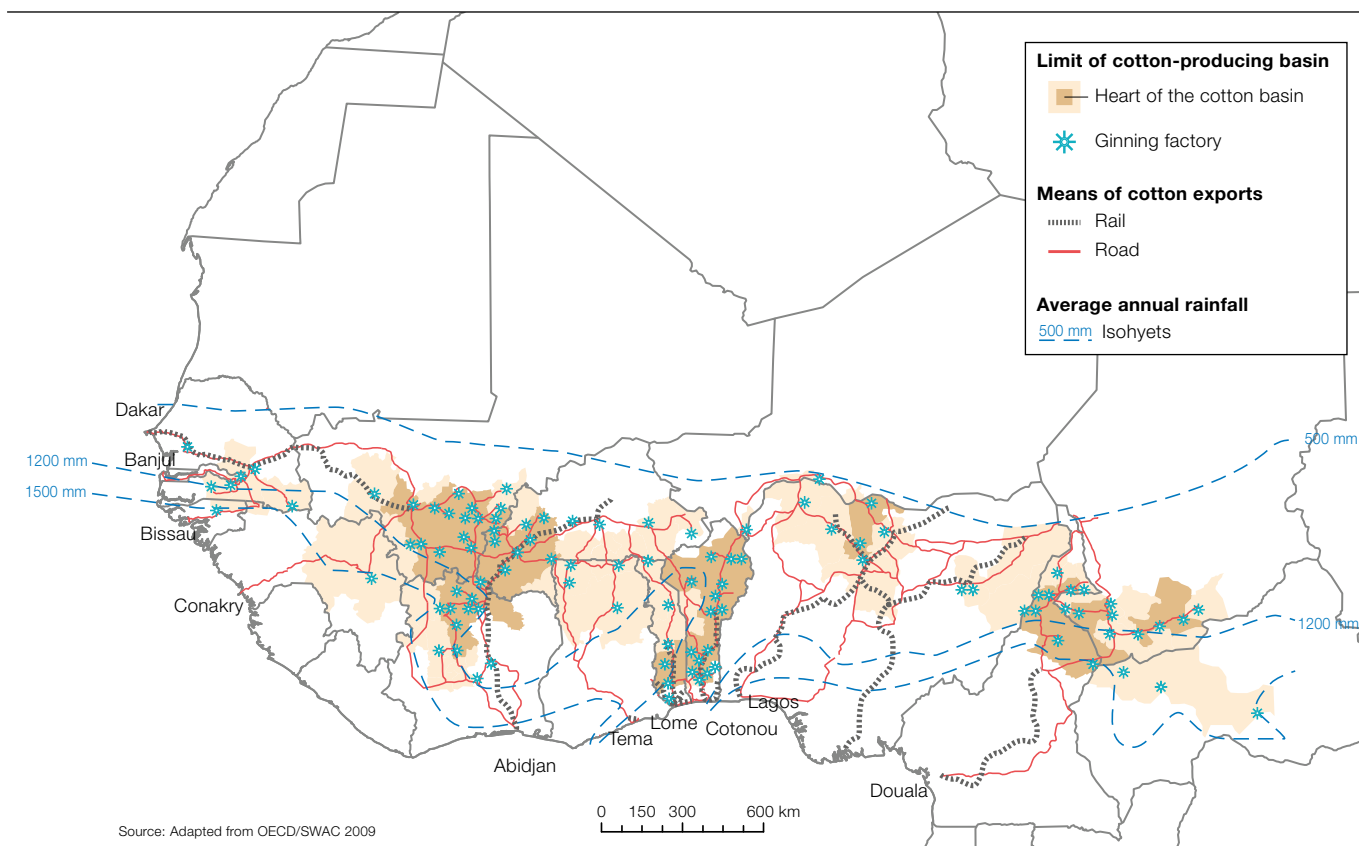 Limit of cotton-producing basin
Heart of the cotton basin
Ginning factory
Means of cotton exports
Rail
Road
Average annual rainfall
500 mm Isohyets
Dakar
500 mm
Banjul
1200 mm
1500 mm
Bissau
Conakry
1200 mm
Lagos
Lome
Cotonou
Tema
Abidjan
Douala
0 150 300 600 km
Source: Adapted from OECD/SWAC 2009